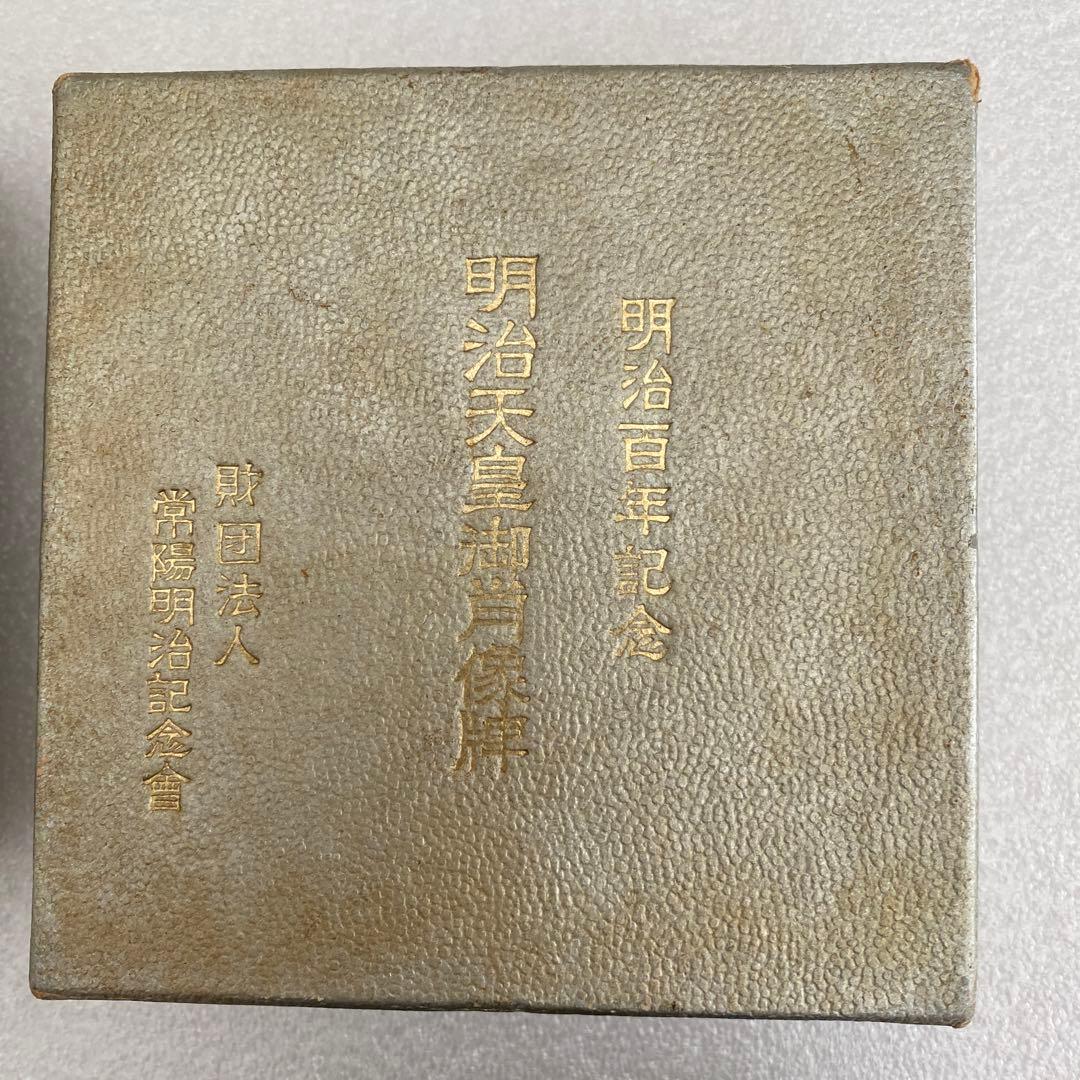 明治百年記念
明治天皇御肖像牌
財団法人
常陽明治記念會